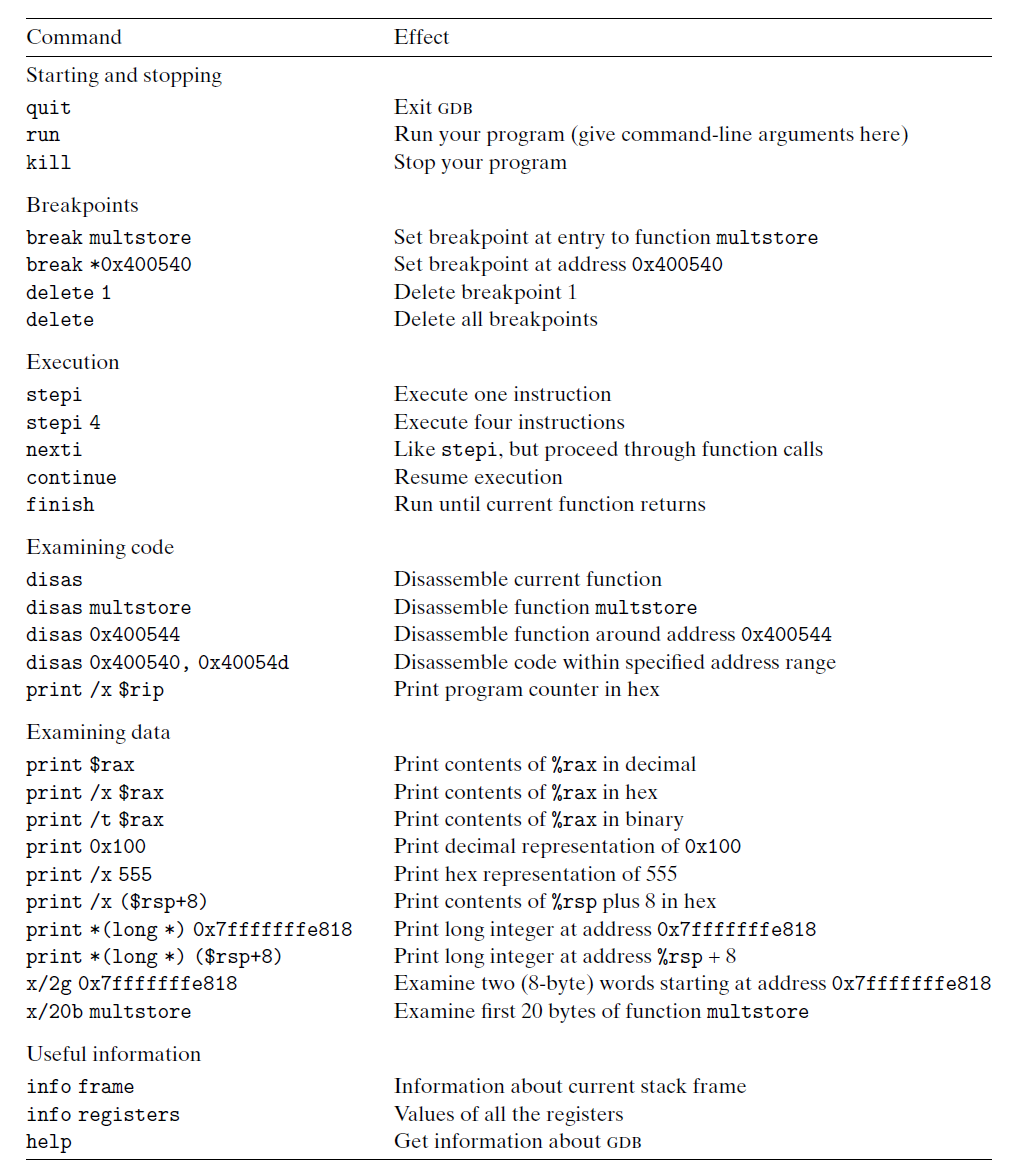 Command Effect
Starting and stopping
quit Exit GDB
run Run your program (give command-line arguments here)
kill Stop your program
Breakpoints
break multstore Set breakpoint at entry to function multstore
break *0x400540 Set breakpoint at address 0x400540
delete 1 Delete breakpoint 1
delete Delete all breakpoints
Execution
stepi Execute one instruction
stepi 4 Execute four instructions
nexti Like stepi, but proceed through function calls
continue Resume execution
finish Run until current function returns
Examining code
disas Disassemble current function
disas multstore Disassemble function multstore
disas 0x400544 Disassemble function around address 0x400544
disas 0x400540, 0x40054d Disassemble code within specified address range
print /x $rip Print program counter in hex
Examining data
print $rax Print contents of %rax in decimal
print /x $rax Print contents of %rax in hex
print /t $rax Print contents of %rax in binary
print 0x100 Print decimal representation of 0x100
print /x 555 Print hex representation of 555
print /x ($rsp+8) Print contents of %rsp plus 8 in hex
print *(long *) 0x7fffffffe818 Print long integer at address 0x7fffffffe818
print *(long *) ($rsp+8) Print long integer at address %rsp + 8
x/2g 0x7fffffffe818 Examine two (8-byte) words starting at address 0x7fffffffe818
x/20b multstore Examine first 20 bytes of function multstore
Useful information
info frame Information about current stack frame
info registers Values of all the registers
help Get information about GDB